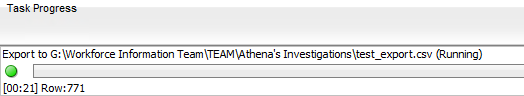 Task Progress
Export to G:\Workforce Information Team\TEAM\Athena's Investigations\test_export.csv (Running)
[00:21] Row:771